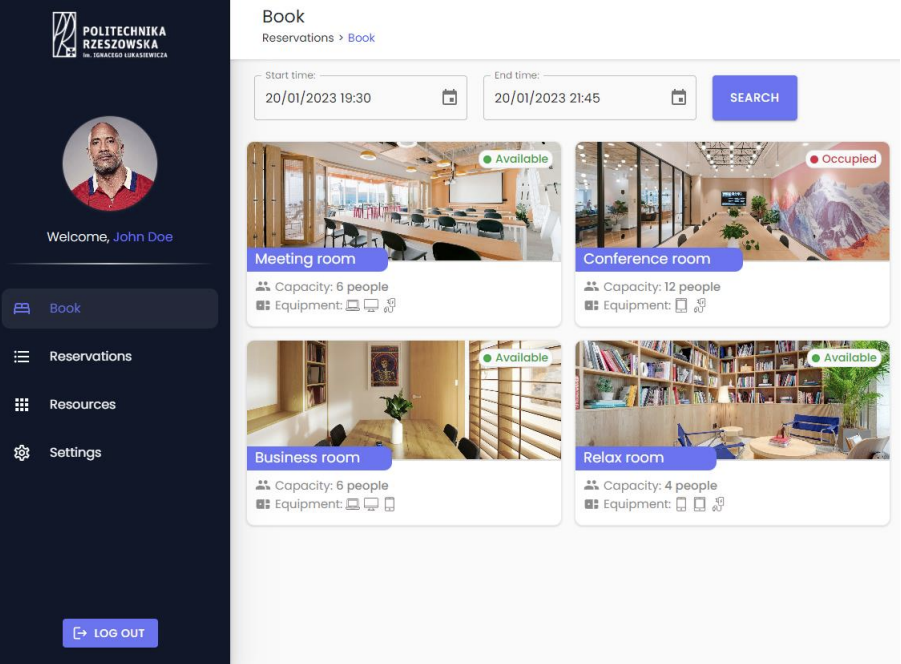 POLITECHNIKA
RZESZOWSKA
im. IGNACEGO ŁUKASIEWICZA
Welcome, John Doe
Book
Reservations
Resources
Settings
LOG OUT
Book
Reservations > Book
Start time:
20/01/2023 19:30
End time:
20/01/2023 21:45
SEARCH
Available
Meeting room
Capacity: 6 people
Equipment:
Occupied
Conference room
Capacity: 12 people
Equipment:
Available
Business room
Capacity: 6 people
Equipment:
Available
Relax room
Capacity: 4 people
Equipment: